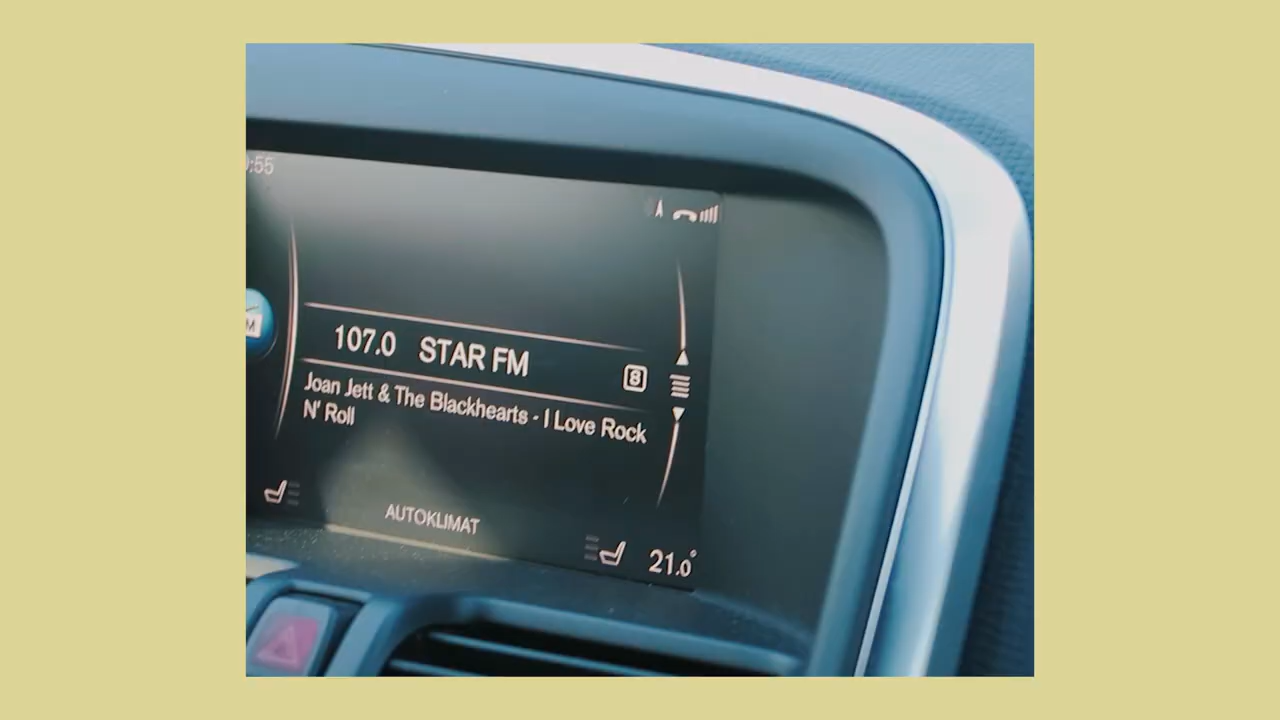 :55
107.0 STAR FM
8
Joan Jett & The Blackhearts - I Love Rock
N' Roll
AUTOKLIMAT
21.0°